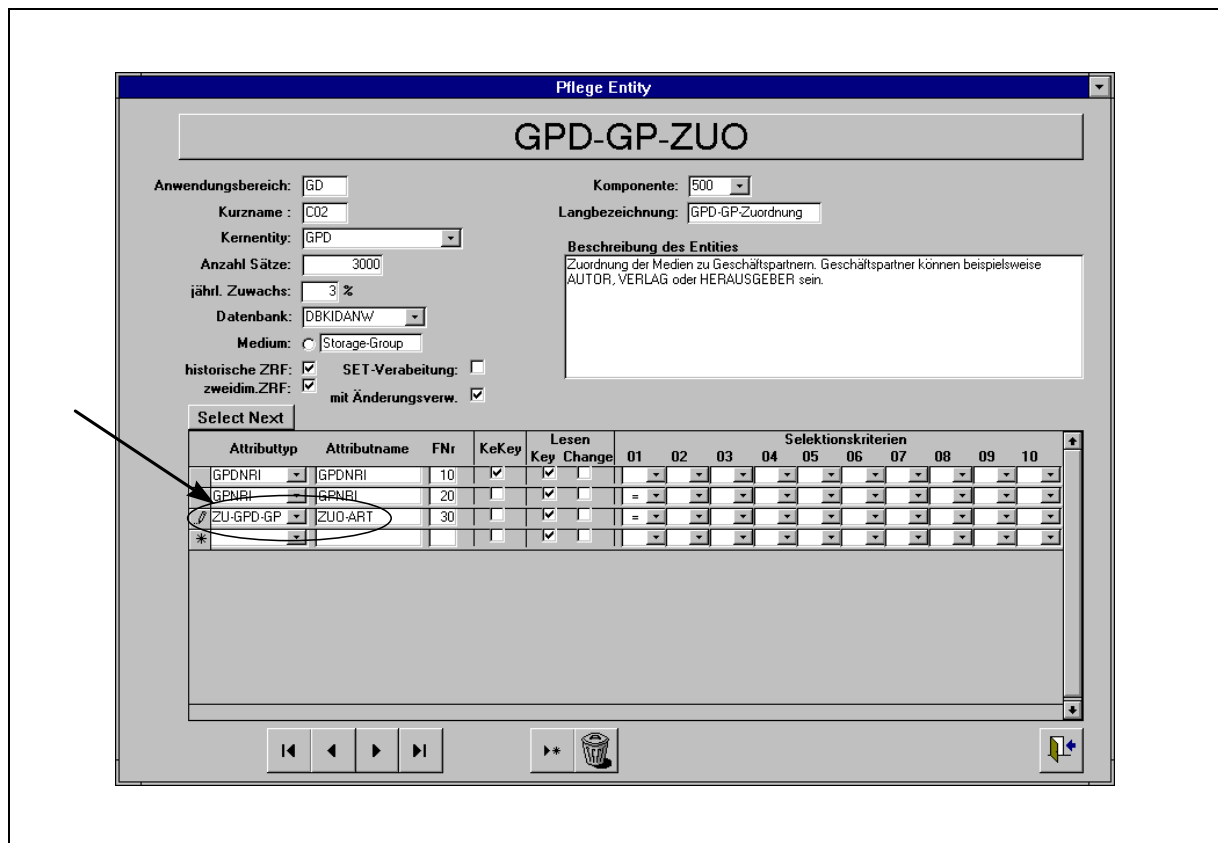 Pflege Entity
GPD-GP-ZUO
Anwendungsbereich: GD
Kurzname : C02
Kernentity: GPD
Anzahl Sätze: 3000
jährl. Zuwachs: 3 %
Datenbank: DBKIDANW
Medium: Storage-Group
historische ZRF: SET-Verabeitung:
zweidim.ZRF: mit Änderungsverw.
Komponente: 500
Langbezeichnung: GPD-GP-Zuordnung
Beschreibung des Entities
Zuordnung der Medien zu Geschäftspartnern. Geschäftspartner können beispielsweise
AUTOR, VERLAG oder HERAUSGEBER sein.
Select Next
Lesen Selektionskriterien
Attributtyp Attributname FNr KeKey Key Change 01 02 03 04 05 06 07 08 09 10
GPDNRI GPDNRI 10
GPNRI GPNRI 20 =
ZU-GPD-GP ZUO-ART 30 =